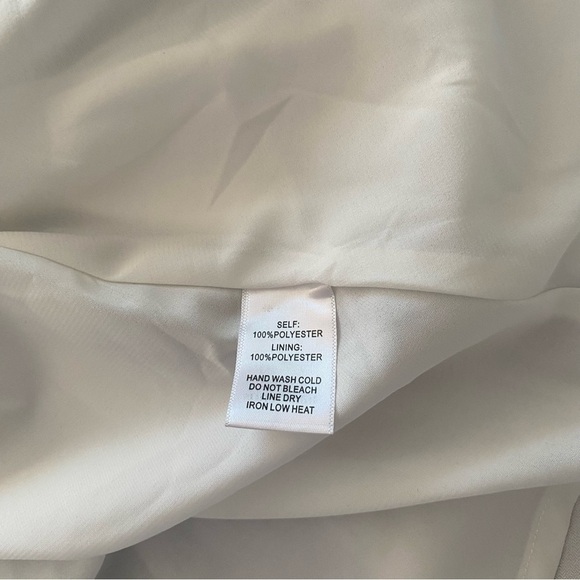 SELF:
100%POLYESTER
LINING:
100%POLYESTER
HAND WASH COLD
DO NOT BLEACH
LINE DRY
IRON LOW HEAT